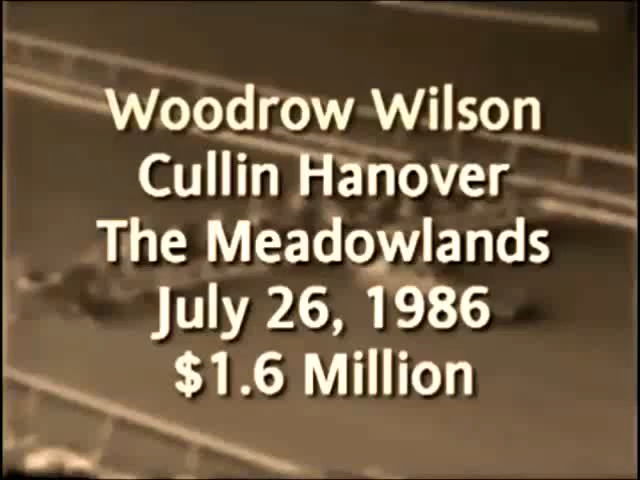 Woodrow Wilson
Cullin Hanover
The Meadowlands
July 26, 1986
$1.6 Million